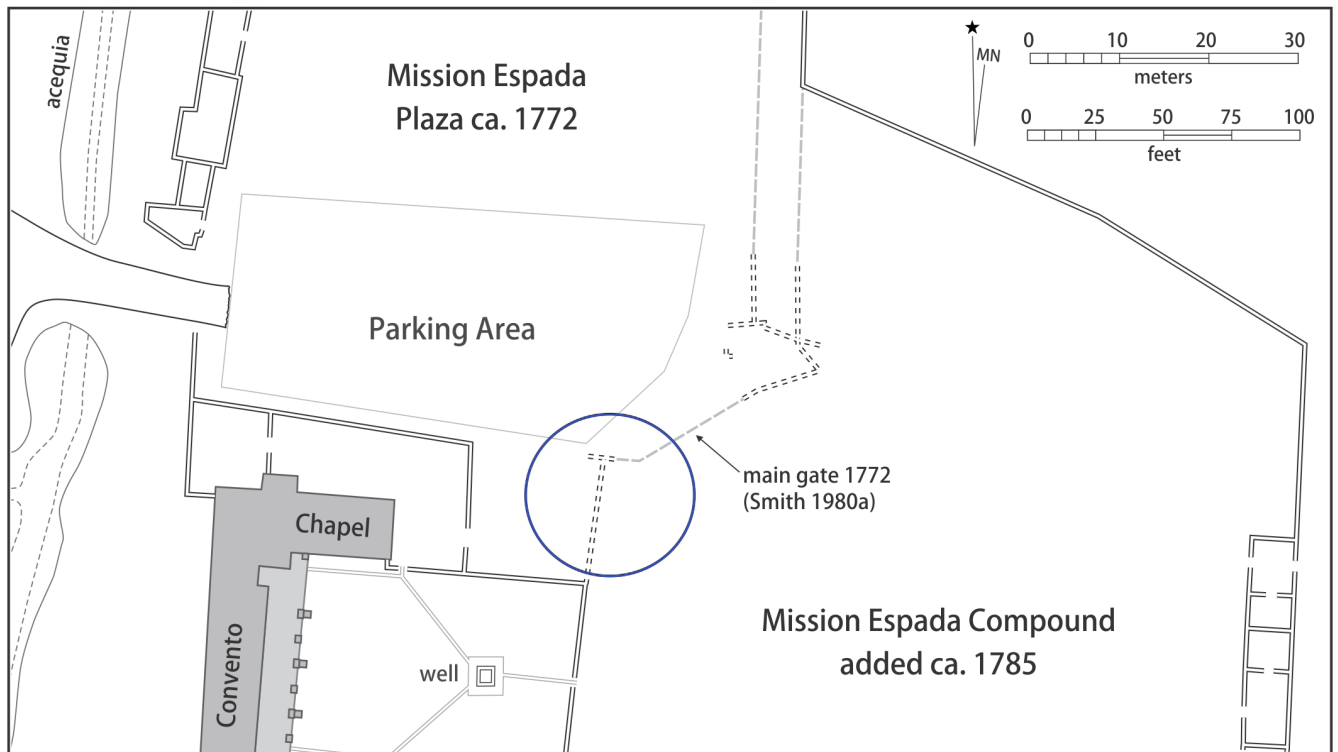 acequia
Mission Espada
Plaza ca. 1772
MN
0 10 20 30
meters
0 25 50 75 100
feet
Parking Area
main gate 1772
(Smith 1980a)
Chapel
Mission Espada Compound
added ca. 1785
Convento
well